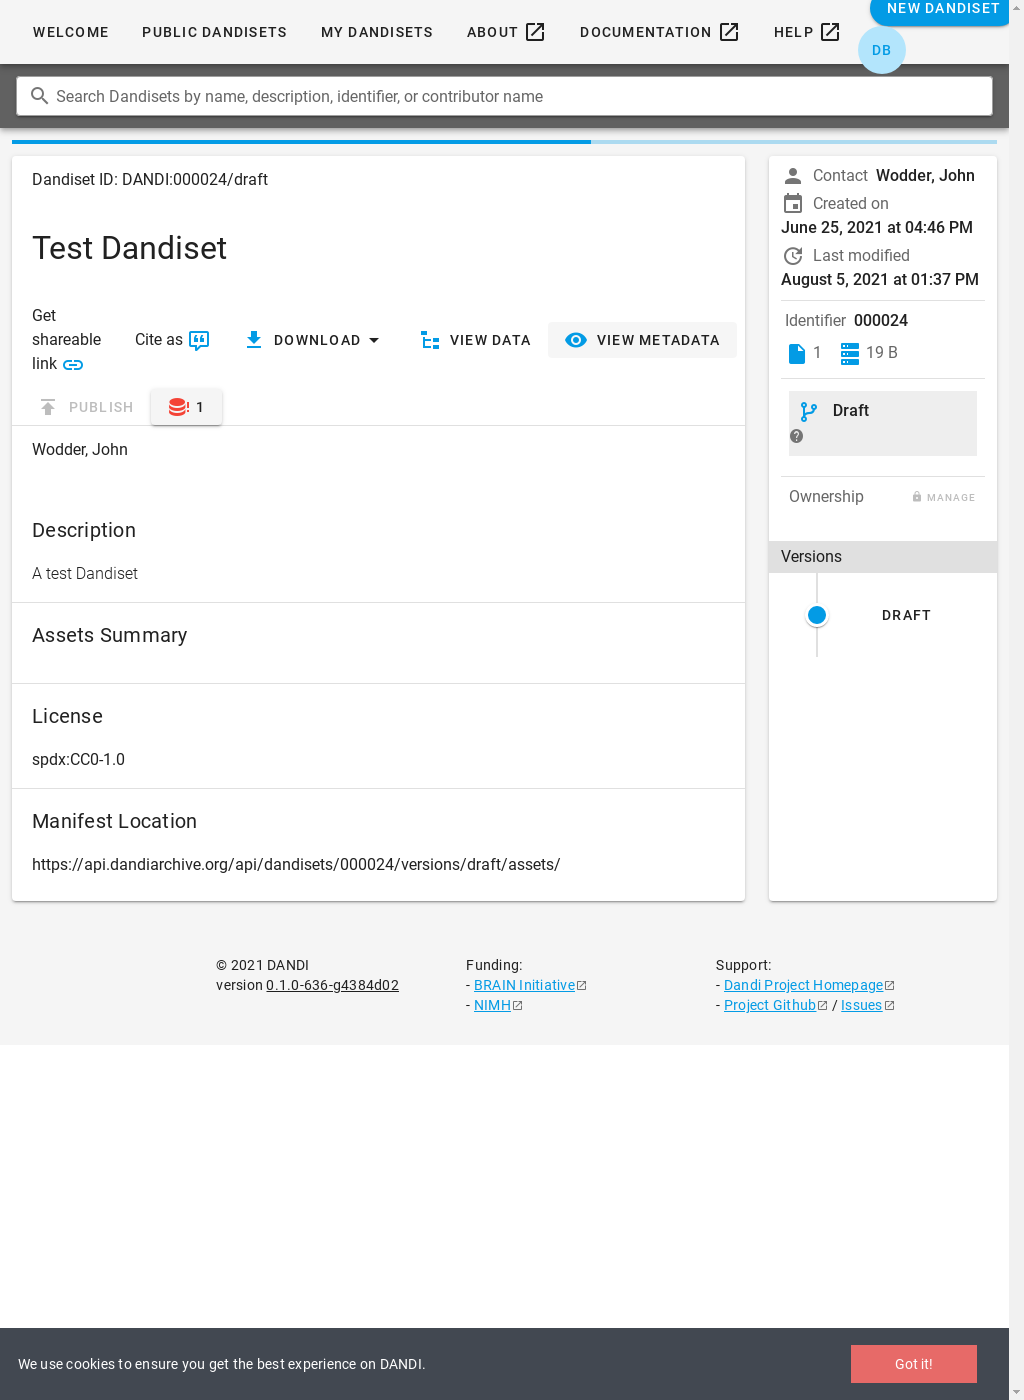 NEW DANDISET
WELCOME PUBLIC DANDISETS MY DANDISETS ABOUT DOCUMENTATION HELP
DB
Search Dandisets by name, description, identifier, or contributor name
Dandiset ID: DANDI:000024/draft
Test Dandiset
Get shareable link
Cite as
DOWNLOAD
VIEW DATA
VIEW METADATA
PUBLISH
1
Wodder, John
Description
A test Dandiset
Assets Summary
License
spdx:CC0-1.0
Manifest Location
https://api.dandiarchive.org/api/dandisets/000024/versions/draft/assets/
Contact Wodder, John
Created on
June 25, 2021 at 04:46 PM
Last modified
August 5, 2021 at 01:37 PM
Identifier 000024
1 19 B
Draft
Ownership MANAGE
Versions
DRAFT
© 2021 DANDI
version 0.1.0-636-g4384d02
Funding:
- BRAIN Initiative
- NIMH
Support:
- Dandi Project Homepage
- Project Github / Issues
We use cookies to ensure you get the best experience on DANDI.
Got it!